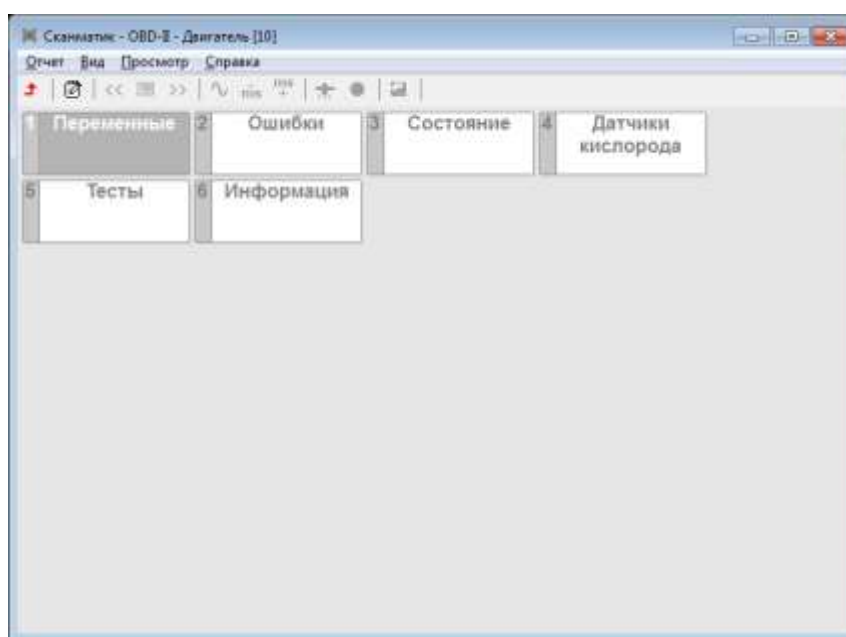 Сканматик - OBD-II - Двигатель [10]
Отчет Вид Просмотр Справка
1 Переменные 2 Ошибки 3 Состояние 4 Датчики кислорода
5 Тесты 6 Информация